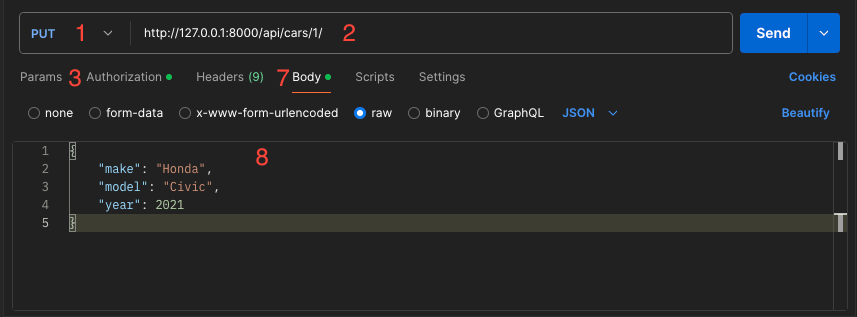 PUT 1 http://127.0.0.1:8000/api/cars/1/ 2 Send
Params 3 Authorization Headers (9) 7 Body Scripts Settings Cookies
none form-data x-www-form-urlencoded raw binary GraphQL JSON Beautify
1 { 8
2 "make": "Honda",
3 "model": "Civic",
4 "year": 2021
5 }